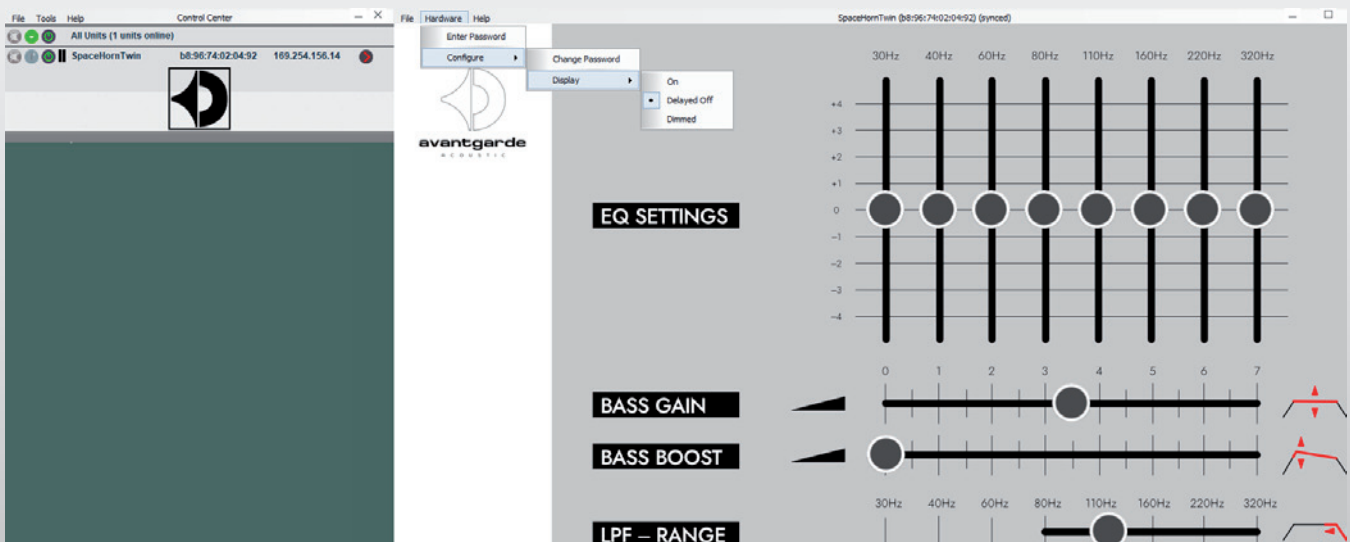 File Tools Help Control Center
All Units (1 units online)
SpaceHornTwin b8:96:74:02:04:92 169.254.156.14
File Hardware Help SpaceHornTwin (b8:96:74:02:04:92) (synced)
Enter Password
Configure
Change Password
Display
On
Delayed Off
Dimmed
avantgarde
ACOUSTIC
30Hz 40Hz 60Hz 80Hz 110Hz 160Hz 220Hz 320Hz
+4
+3
+2
+1
EQ SETTINGS
0
-1
-2
-3
-4
0 1 2 3 4 5 6 7
BASS GAIN
BASS BOOST
30Hz 40Hz 60Hz 80Hz 110Hz 160Hz 220Hz 320Hz
LPF – RANGE